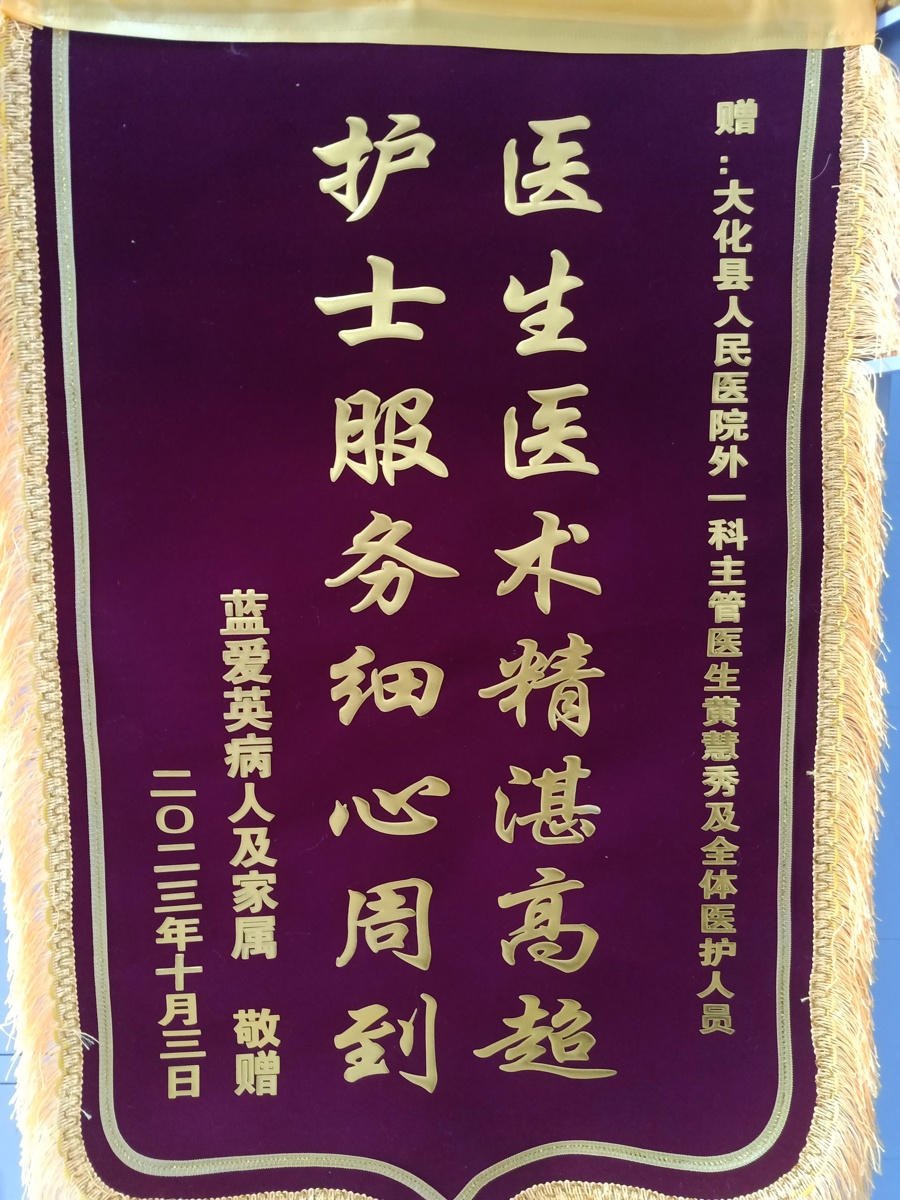 赠:大化县人民医院外一科主管医生黄慧秀及全体医护人员
医生医术精湛高超
护士服务细心周到
蓝爱英病人及家属 敬赠
二〇二三年十月三日